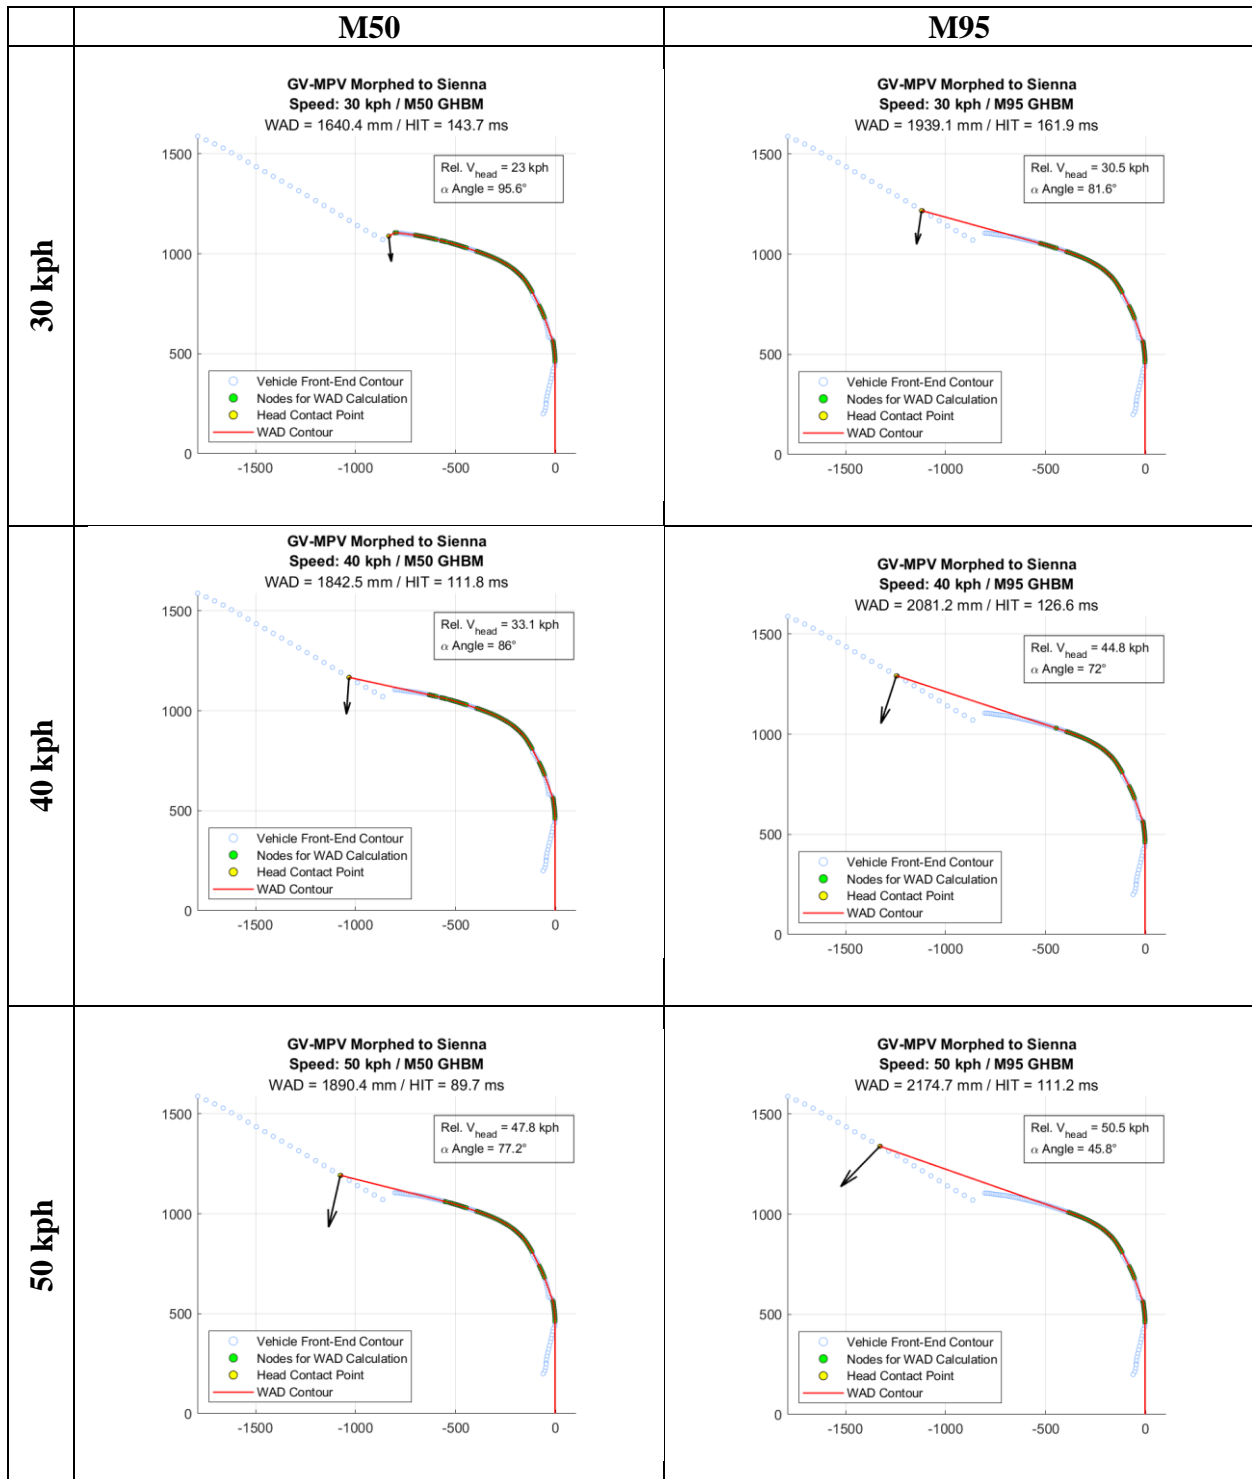 M50
M95
30 kph
GV-MPV Morphed to Sienna
Speed: 30 kph / M50 GHBM
WAD = 1640.4 mm / HIT = 143.7 ms
Rel. V_head = 23 kph
α Angle = 95.6°
1500
1000
500
0
Vehicle Front-End Contour
Nodes for WAD Calculation
Head Contact Point
WAD Contour
-1500
-1000
-500
0
GV-MPV Morphed to Sienna
Speed: 30 kph / M95 GHBM
WAD = 1939.1 mm / HIT = 161.9 ms
Rel. V_head = 30.5 kph
α Angle = 81.6°
1500
1000
500
0
Vehicle Front-End Contour
Nodes for WAD Calculation
Head Contact Point
WAD Contour
-1500
-1000
-500
0
40 kph
GV-MPV Morphed to Sienna
Speed: 40 kph / M50 GHBM
WAD = 1842.5 mm / HIT = 111.8 ms
Rel. V_head = 33.1 kph
α Angle = 86°
1500
1000
500
0
Vehicle Front-End Contour
Nodes for WAD Calculation
Head Contact Point
WAD Contour
-1500
-1000
-500
0
GV-MPV Morphed to Sienna
Speed: 40 kph / M95 GHBM
WAD = 2081.2 mm / HIT = 126.6 ms
Rel. V_head = 44.8 kph
α Angle = 72°
1500
1000
500
0
Vehicle Front-End Contour
Nodes for WAD Calculation
Head Contact Point
WAD Contour
-1500
-1000
-500
0
50 kph
GV-MPV Morphed to Sienna
Speed: 50 kph / M50 GHBM
WAD = 1890.4 mm / HIT = 89.7 ms
Rel. V_head = 47.8 kph
α Angle = 77.2°
1500
1000
500
0
Vehicle Front-End Contour
Nodes for WAD Calculation
Head Contact Point
WAD Contour
-1500
-1000
-500
0
GV-MPV Morphed to Sienna
Speed: 50 kph / M95 GHBM
WAD = 2174.7 mm / HIT = 111.2 ms
Rel. V_head = 50.5 kph
α Angle = 45.8°
1500
1000
500
0
Vehicle Front-End Contour
Nodes for WAD Calculation
Head Contact Point
WAD Contour
-1500
-1000
-500
0